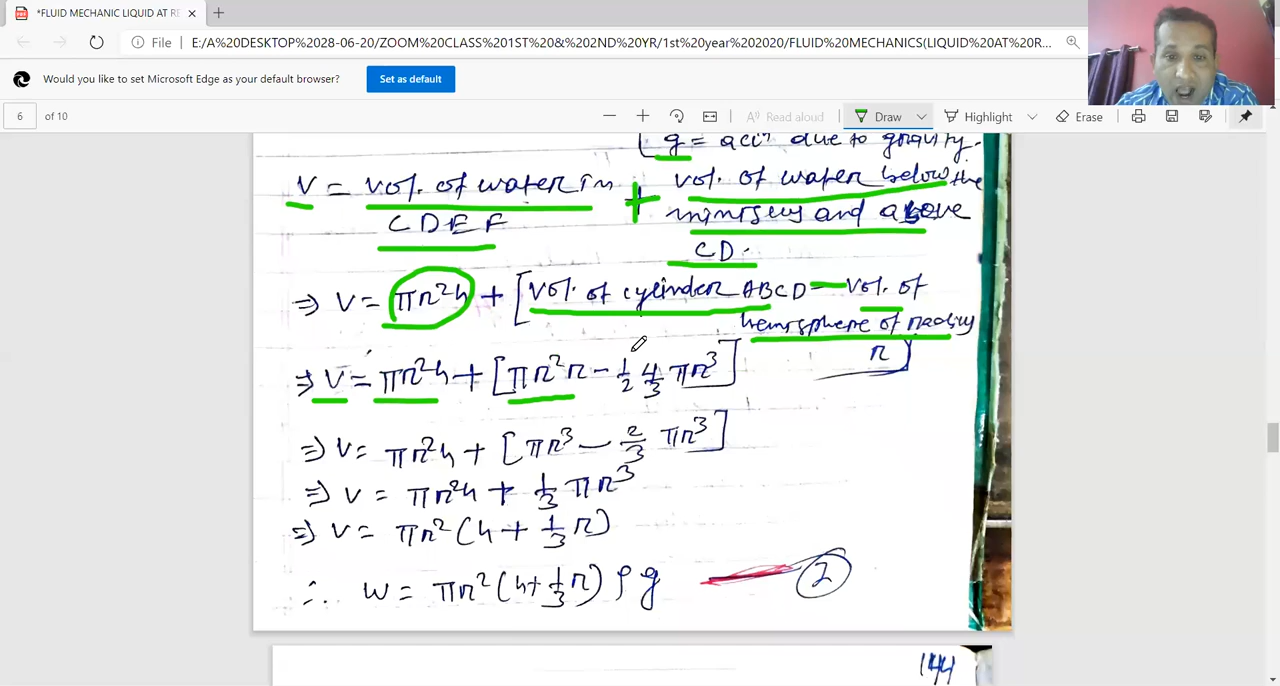 *FLUID MECHANIC LIQUID AT RE
File E:/A%20DESKTOP%2028-06-20/ZOOM%20CLASS%201ST%20&%202ND%20YR/1st%20year%202020/FLUID%20MECHANICS(LIQUID%20AT%20R...
Would you like to set Microsoft Edge as your default browser? Set as default
6 of 10 Read aloud Draw Highlight Erase
g = accn due to gravity.
V = vol. of water in CDEF + vol. of water below the
miniscus and above
CD.
⇒ V = πr²h + [vol. of cylinder ABCD - vol. of
hemisphere of radius
r]
⇒ V = πr²h + [πr²r - 1/2 4/3 πr³]
⇒ V = πr²h + [πr³ - 2/3 πr³]
⇒ V = πr²h + 1/3 πr³
⇒ V = πr² (h + 1/3 r)
∴ W = πr² (h + 1/3 r) ρg — 2
144